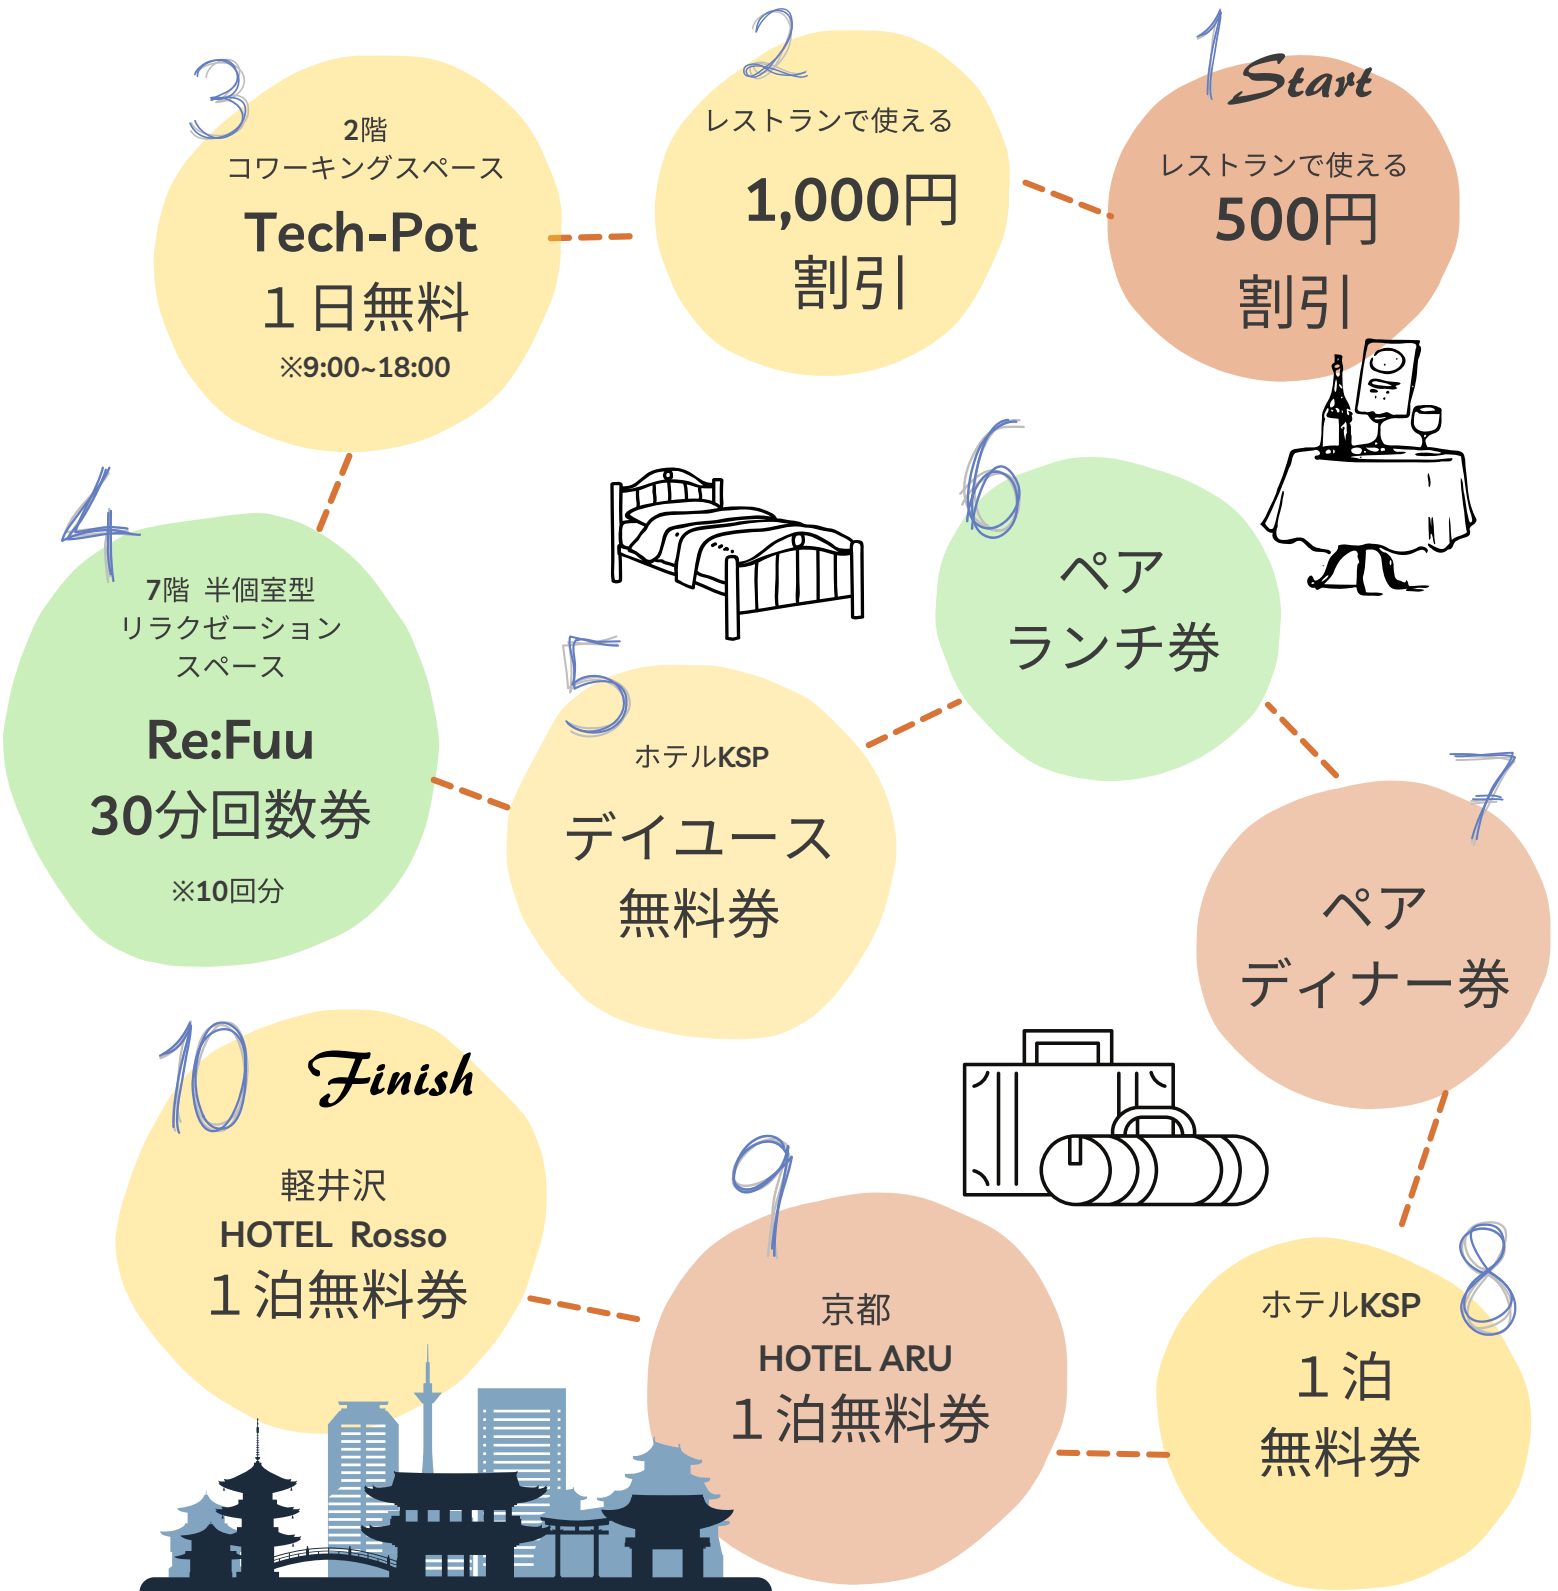 1
Start
レストランで使える
500円
割引
2
レストランで使える
1,000円
割引
3
2階
コワーキングスペース
Tech-Pot
１日無料
※9:00~18:00
4
7階 半個室型
リラクゼーション
スペース
Re:Fuu
30分回数券
※10回分
5
ホテルKSP
デイユース
無料券
6
ペア
ランチ券
7
ペア
ディナー券
8
ホテルKSP
１泊
無料券
9
京都
HOTEL ARU
１泊無料券
10
Finish
軽井沢
HOTEL Rosso
１泊無料券